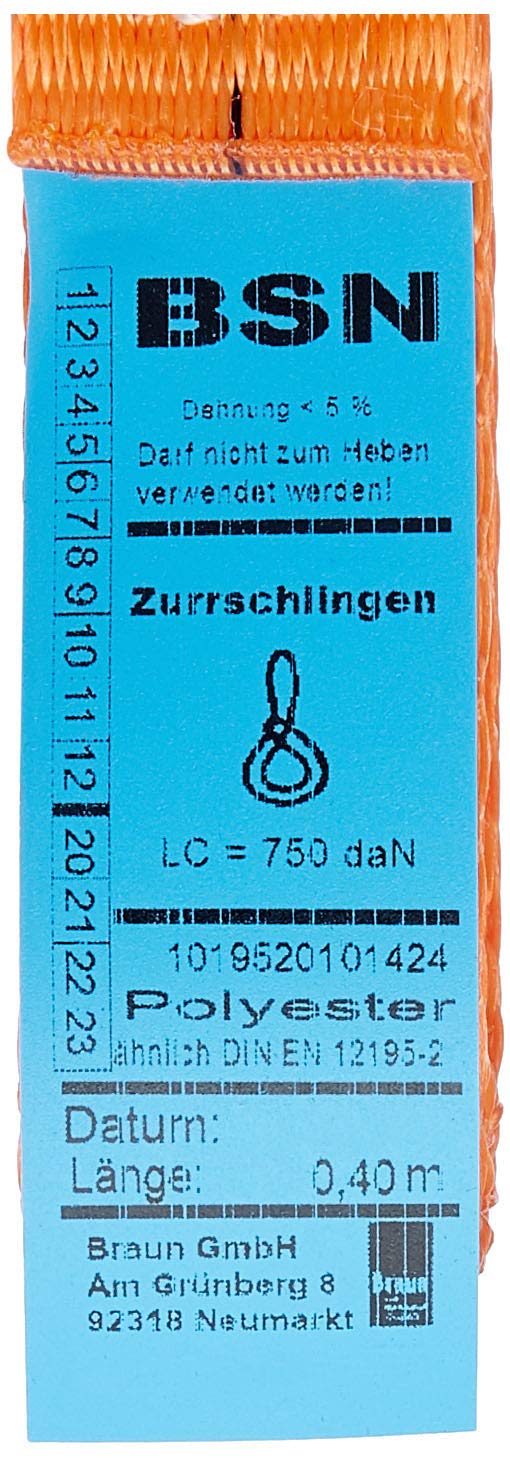 BSN
Dehnung < 5 %
Darf nicht zum Heben
verwendet werden!
Zurrschlingen
LC = 750 daN
1019520101424
Polyester
ähnlich DIN EN 12195-2
Datum:
Länge: 0,40 m
Braun GmbH
Am Grünberg 8
92318 Neumarkt
Braun
1 2 3 4 5 6 7 8 9 10 11 12 20 21 22 23